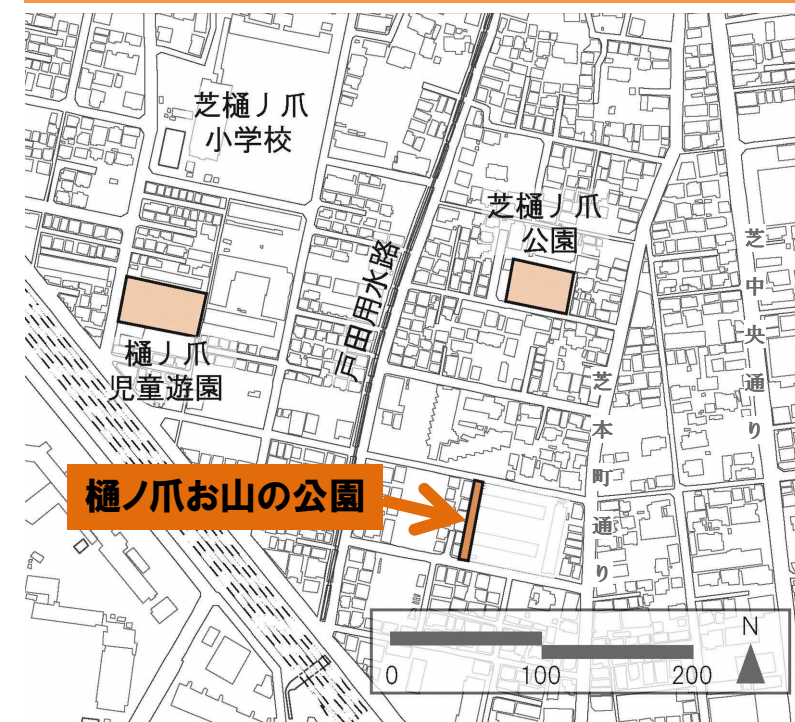 芝樋ノ爪
小学校
芝樋ノ爪
公園
戸田用水路
芝中央通り
樋ノ爪
児童遊園
芝本町通り
樋ノ爪お山の公園
N
0 100 200